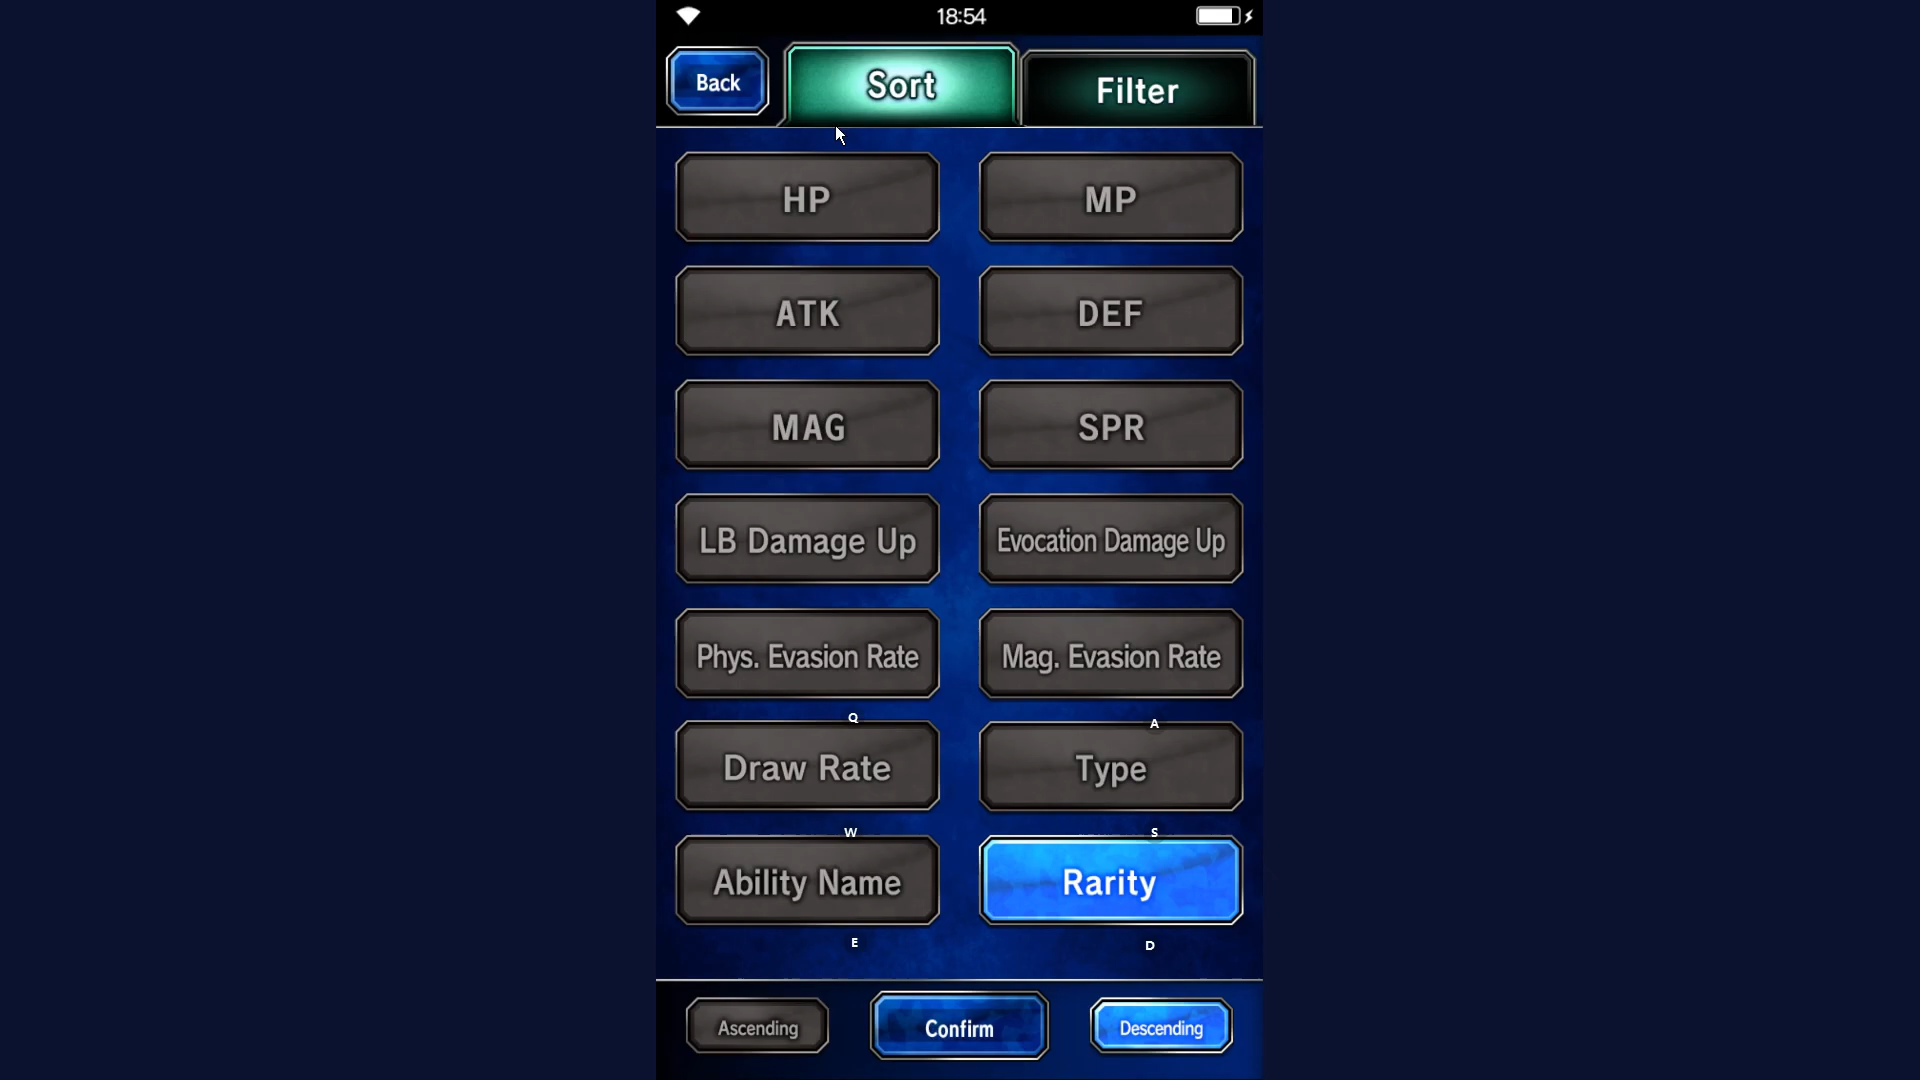 18:54
Back
Sort
Filter
HP
MP
ATK
DEF
MAG
SPR
LB Damage Up
Evocation Damage Up
Phys. Evasion Rate
Mag. Evasion Rate
Q
A
Draw Rate
Type
W
S
Ability Name
Rarity
E
D
Ascending
Confirm
Descending